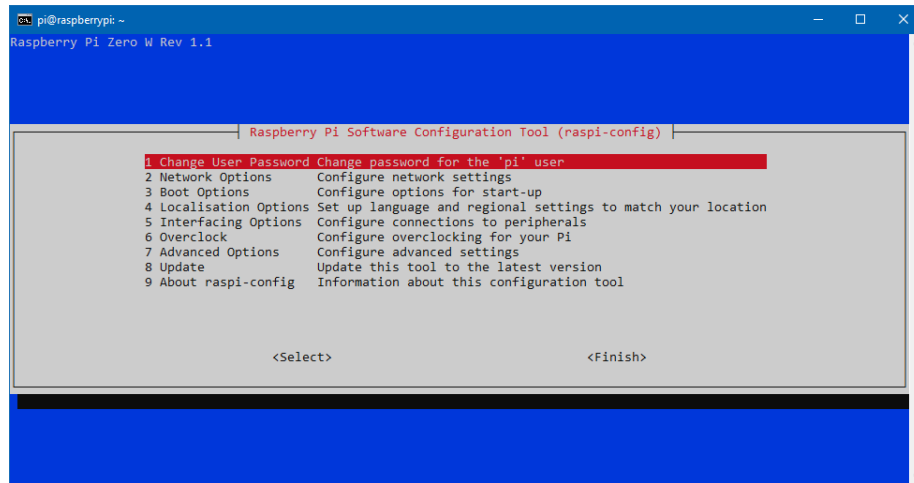 pi@raspberrypi: ~
Raspberry Pi Zero W Rev 1.1
Raspberry Pi Software Configuration Tool (raspi-config)
1 Change User Password Change password for the 'pi' user
2 Network Options Configure network settings
3 Boot Options Configure options for start-up
4 Localisation Options Set up language and regional settings to match your location
5 Interfacing Options Configure connections to peripherals
6 Overclock Configure overclocking for your Pi
7 Advanced Options Configure advanced settings
8 Update Update this tool to the latest version
9 About raspi-config Information about this configuration tool
<Select> <Finish>